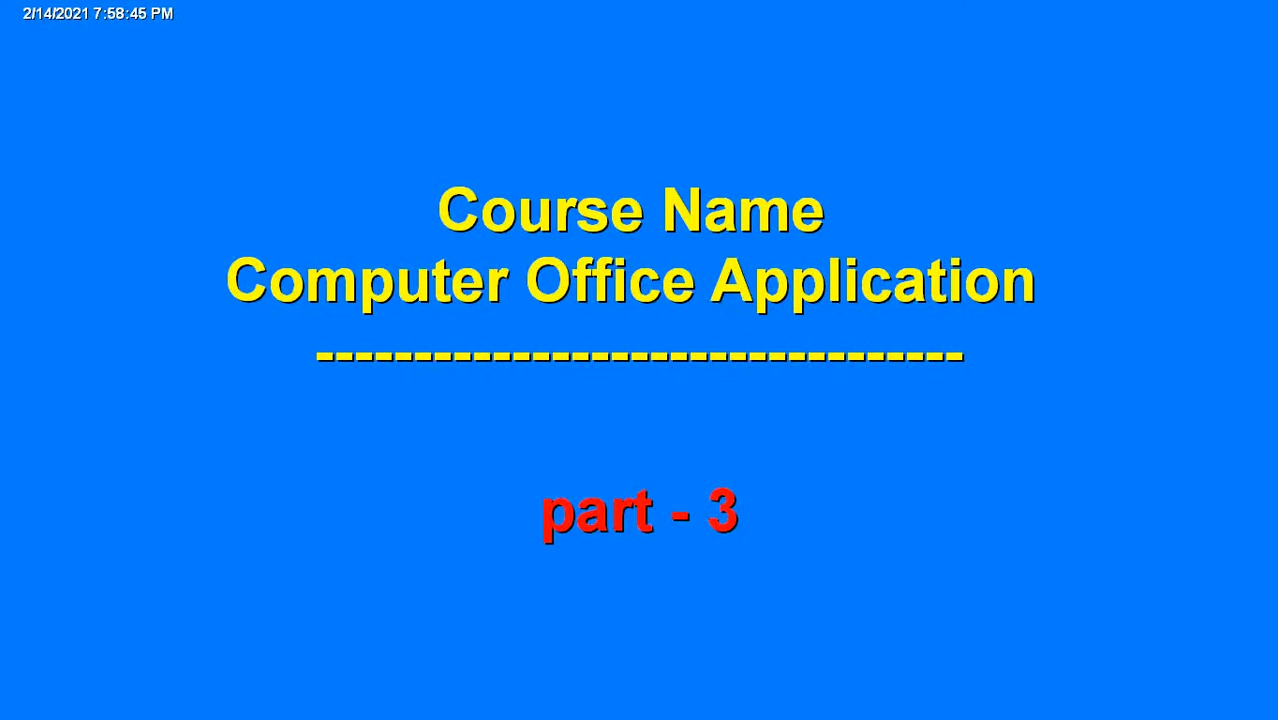 2/14/2021 7:58:45 PM
Course Name
Computer Office Application
---------------------------------
part - 3